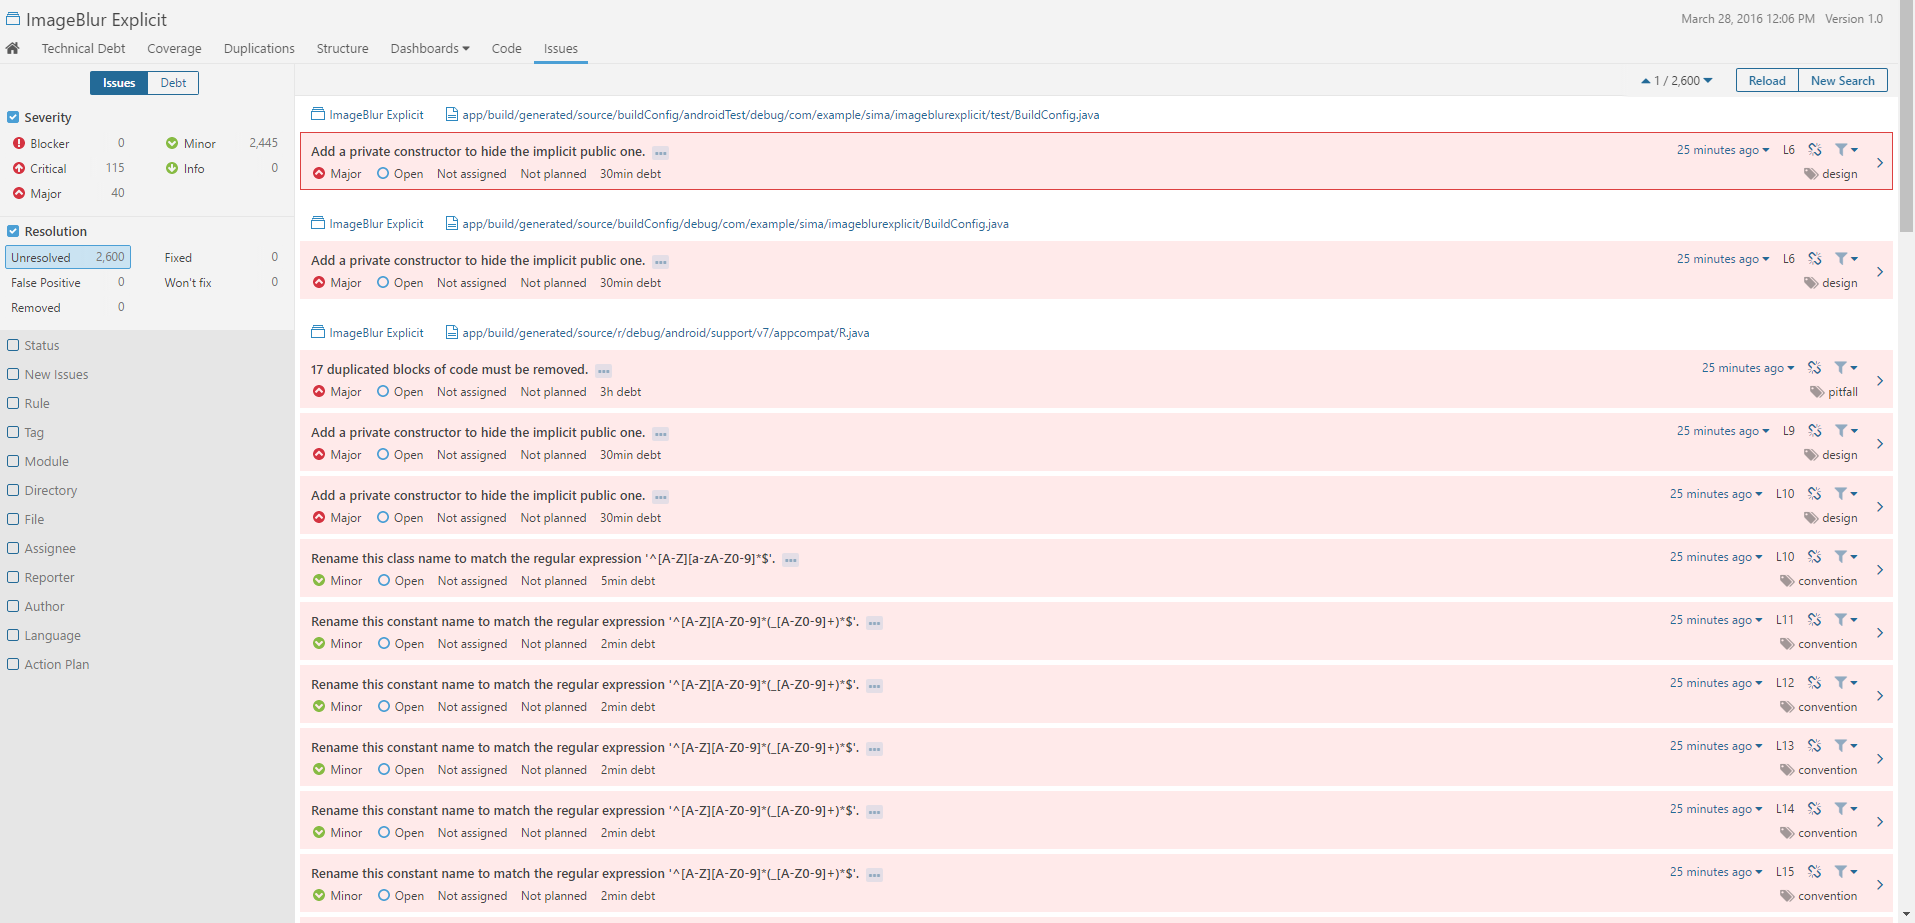 ImageBlur Explicit
March 28, 2016 12:06 PM Version 1.0
Technical Debt Coverage Duplications Structure Dashboards Code Issues
Issues Debt
1 / 2,600 Reload New Search
Severity
Blocker 0 Minor 2,445
Critical 115 Info 0
Major 40
Resolution
Unresolved 2,600 Fixed 0
False Positive 0 Won't fix 0
Removed 0
Status
New Issues
Rule
Tag
Module
Directory
File
Assignee
Reporter
Author
Language
Action Plan
ImageBlur Explicit app/build/generated/source/buildConfig/androidTest/debug/com/example/sima/imageblurexplicit/test/BuildConfig.java
Add a private constructor to hide the implicit public one. 25 minutes ago L6
Major Open Not assigned Not planned 30min debt design
ImageBlur Explicit app/build/generated/source/buildConfig/debug/com/example/sima/imageblurexplicit/BuildConfig.java
Add a private constructor to hide the implicit public one. 25 minutes ago L6
Major Open Not assigned Not planned 30min debt design
ImageBlur Explicit app/build/generated/source/r/debug/android/support/v7/appcompat/R.java
17 duplicated blocks of code must be removed. 25 minutes ago
Major Open Not assigned Not planned 3h debt pitfall
Add a private constructor to hide the implicit public one. 25 minutes ago L9
Major Open Not assigned Not planned 30min debt design
Add a private constructor to hide the implicit public one. 25 minutes ago L10
Major Open Not assigned Not planned 30min debt design
Rename this class name to match the regular expression '^[A-Z][a-zA-Z0-9]*$'. 25 minutes ago L10
Minor Open Not assigned Not planned 5min debt convention
Rename this constant name to match the regular expression '^[A-Z][A-Z0-9]*(_[A-Z0-9]+)*$'. 25 minutes ago L11
Minor Open Not assigned Not planned 2min debt convention
Rename this constant name to match the regular expression '^[A-Z][A-Z0-9]*(_[A-Z0-9]+)*$'. 25 minutes ago L12
Minor Open Not assigned Not planned 2min debt convention
Rename this constant name to match the regular expression '^[A-Z][A-Z0-9]*(_[A-Z0-9]+)*$'. 25 minutes ago L13
Minor Open Not assigned Not planned 2min debt convention
Rename this constant name to match the regular expression '^[A-Z][A-Z0-9]*(_[A-Z0-9]+)*$'. 25 minutes ago L14
Minor Open Not assigned Not planned 2min debt convention
Rename this constant name to match the regular expression '^[A-Z][A-Z0-9]*(_[A-Z0-9]+)*$'. 25 minutes ago L15
Minor Open Not assigned Not planned 2min debt convention